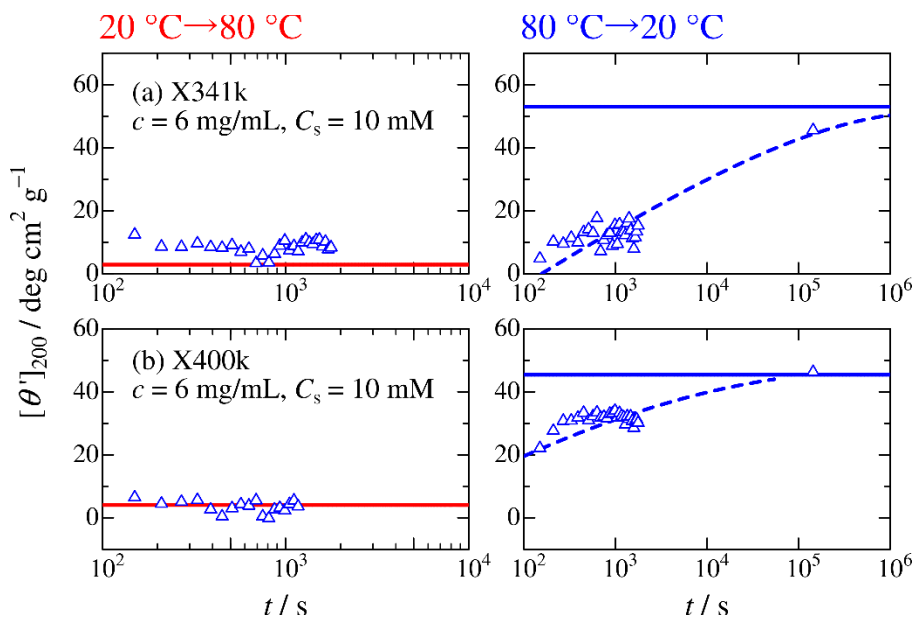 20 °C→80 °C
80 °C→20 °C
[θ']₂₀₀ / deg cm² g⁻¹
60
40
20
0
(a) X341k
c = 6 mg/mL, Cₛ = 10 mM
10² 10³ 10⁴
60
40
20
0
10² 10³ 10⁴ 10⁵ 10⁶
60
40
20
0
(b) X400k
c = 6 mg/mL, Cₛ = 10 mM
10² 10³ 10⁴
t / s
60
40
20
0
10² 10³ 10⁴ 10⁵ 10⁶
t / s